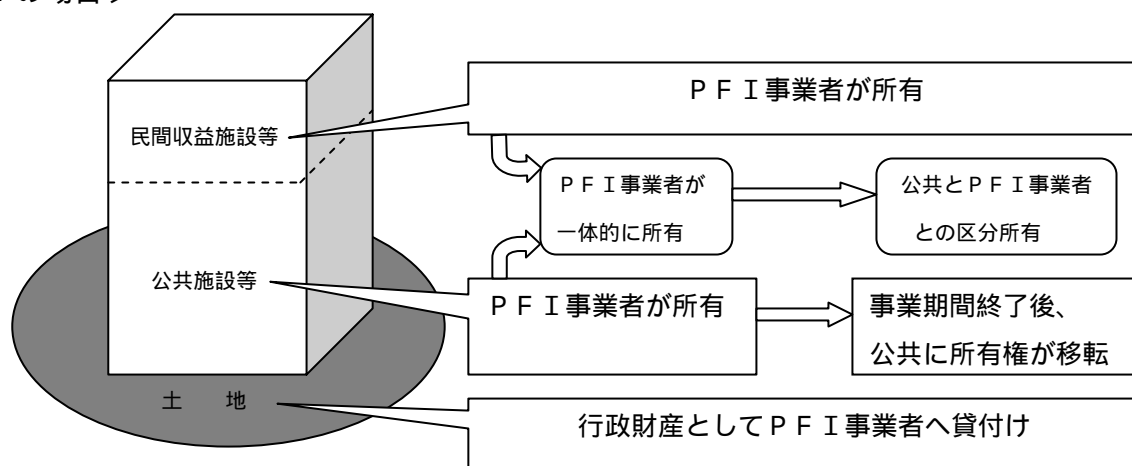 ＰＦＩ事業者が所有
民間収益施設等
ＰＦＩ事業者が
一体的に所有
公共とＰＦＩ事業者
との区分所有
公共施設等
ＰＦＩ事業者が所有
事業期間終了後、
公共に所有権が移転
土　地
行政財産としてＰＦＩ事業者へ貸付け